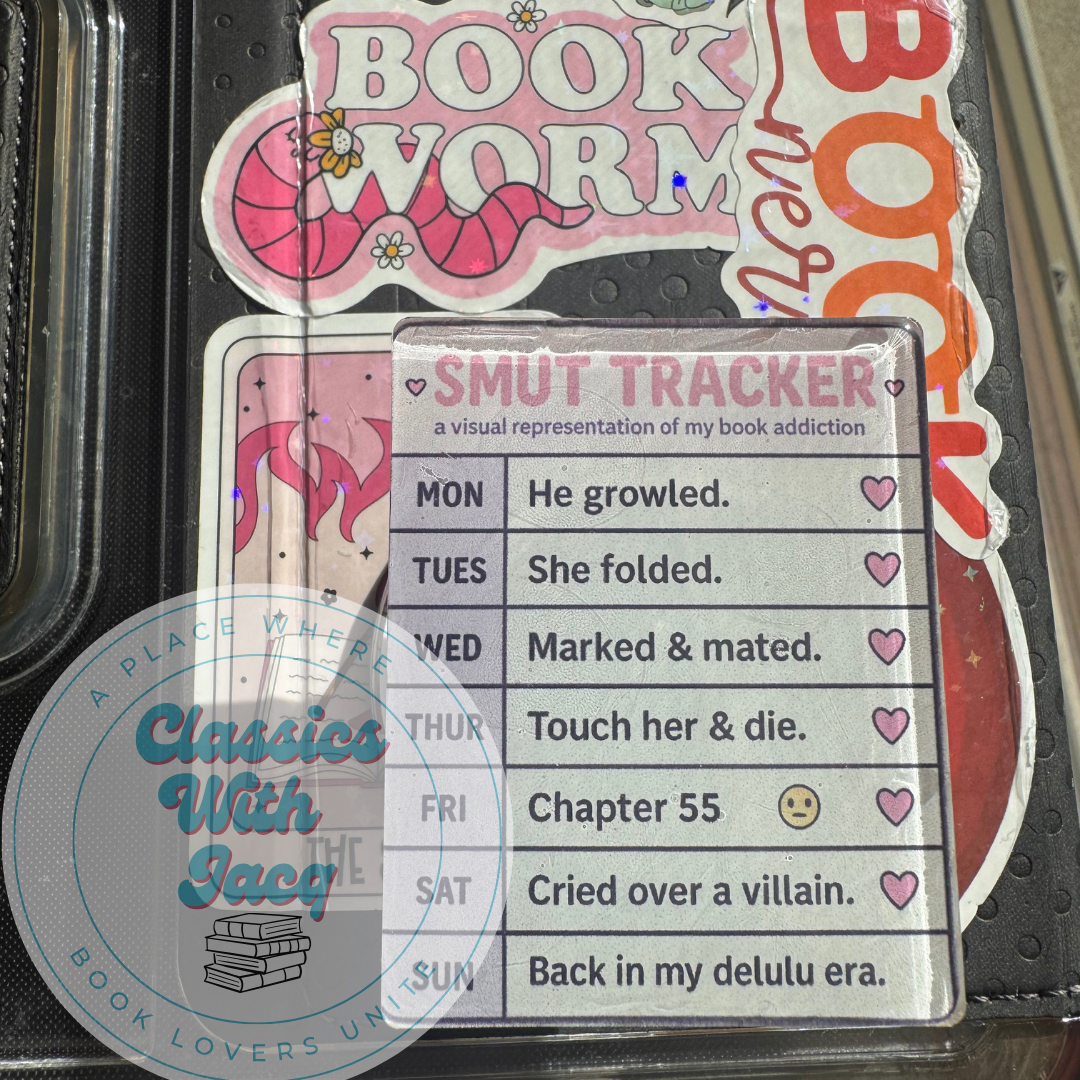 BOOK
WORM
BOOK
nerd
SMUT TRACKER
a visual representation of my book addiction
MON He growled.
TUES She folded.
WED Marked & mated.
THUR Touch her & die.
FRI Chapter 55
SAT Cried over a villain.
SUN Back in my delulu era.
THE
A PLACE WHERE
Classics
With
Jacq
BOOK LOVERS UNITE